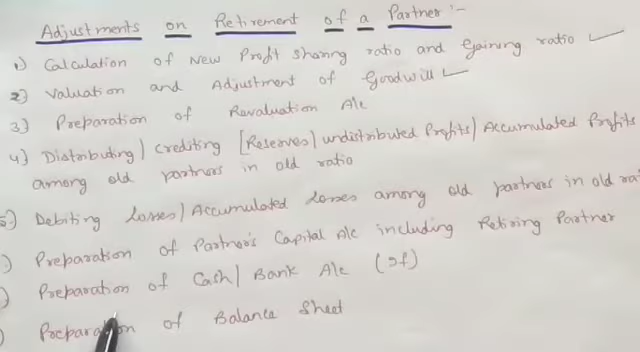 Adjustments on Retirement of a Partner :-
1) Calculation of New Profit sharing ratio and Gaining ratio
2) Valuation and Adjustment of Goodwill
3) Preparation of Revaluation A/c
4) Distributing / crediting [Reserves / undistributed Profits / Accumulated Profits
among old partners in old ratio
5) Debiting losses / Accumulated losses among old partners in old
) Preparation of Partner's Capital A/c including Retiring Partner
) Preparation of Cash / Bank A/c (If)
) Preparation of Balance Sheet